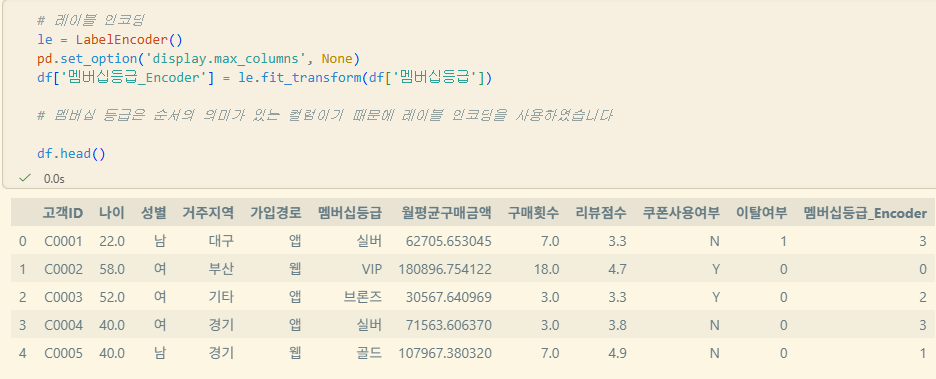 # 레이블 인코딩
le = LabelEncoder()
pd.set_option('display.max_columns', None)
df['멤버십등급_Encoder'] = le.fit_transform(df['멤버십등급'])
# 멤버십 등급은 순서의 의미가 있는 컬럼이기 때문에 레이블 인코딩을 사용하였습니다
df.head()
0.0s
고객ID 나이 성별 거주지역 가입경로 멤버십등급 월평균구매금액 구매횟수 리뷰점수 쿠폰사용여부 이탈여부 멤버십등급_Encoder
0 C0001 22.0 남 대구 앱 실버 62705.653045 7.0 3.3 N 1 3
1 C0002 58.0 여 부산 웹 VIP 180896.754122 18.0 4.7 Y 0 0
2 C0003 52.0 여 기타 앱 브론즈 30567.640969 3.0 3.3 Y 0 2
3 C0004 40.0 여 경기 앱 실버 71563.606370 3.0 3.8 N 0 3
4 C0005 40.0 남 경기 웹 골드 107967.380320 7.0 4.9 N 0 1